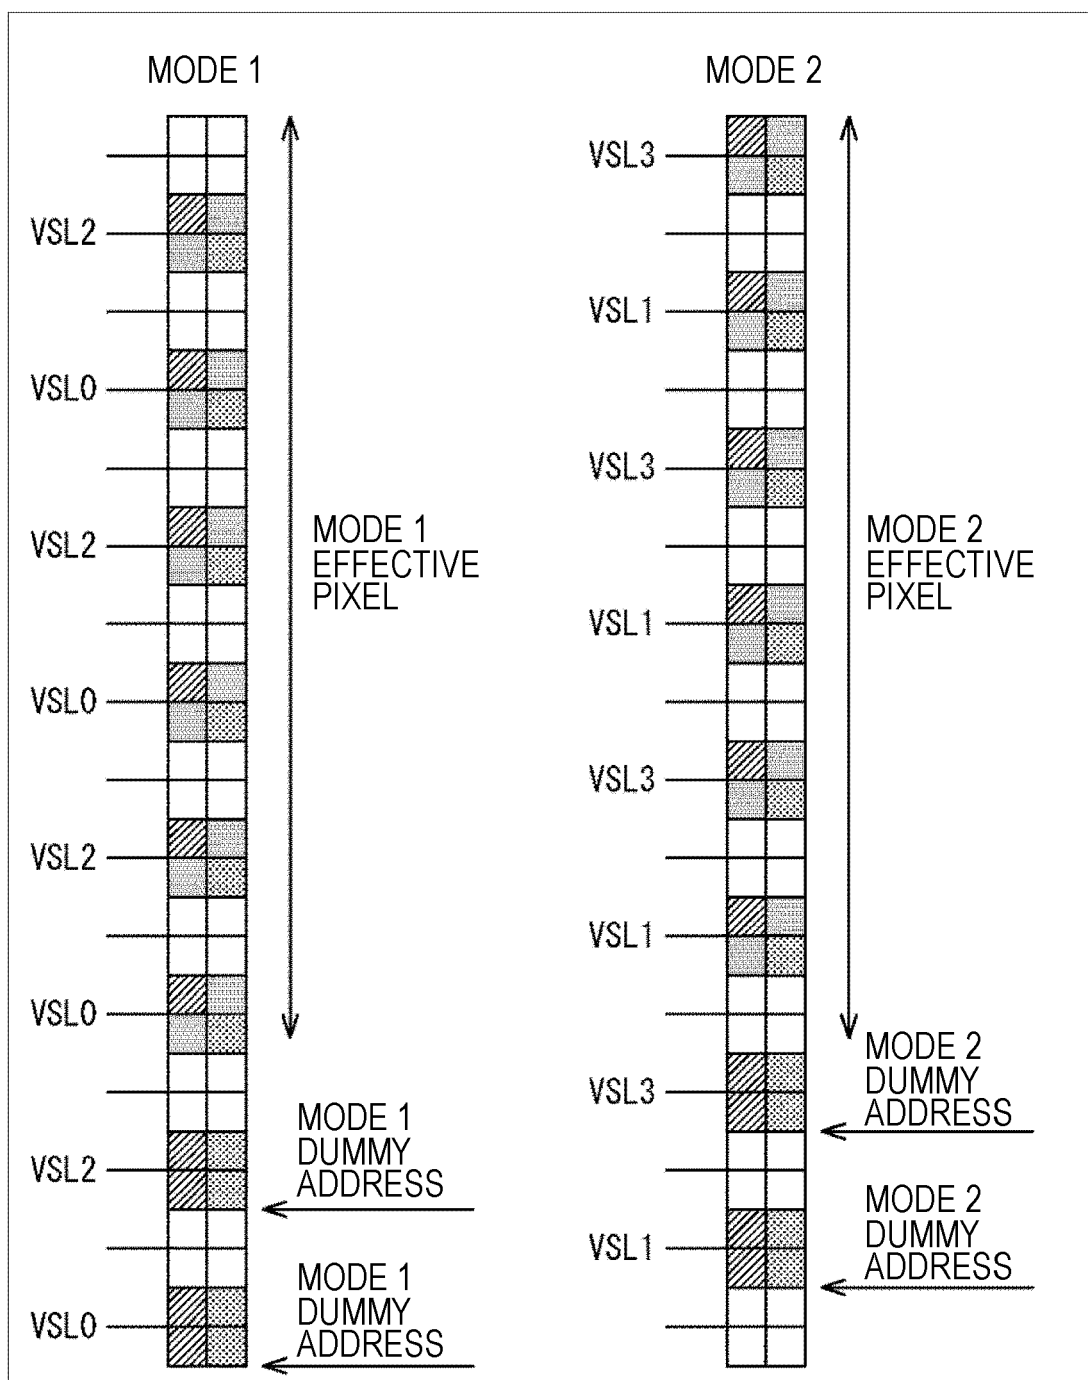 MODE 1
VSL2
VSL0
VSL2
MODE 1
EFFECTIVE
PIXEL
VSL0
VSL2
VSL0
VSL2
MODE 1
DUMMY
ADDRESS
VSL0
MODE 1
DUMMY
ADDRESS
MODE 2
VSL3
VSL1
VSL3
MODE 2
EFFECTIVE
PIXEL
VSL1
VSL3
VSL1
VSL3
MODE 2
DUMMY
ADDRESS
VSL1
MODE 2
DUMMY
ADDRESS